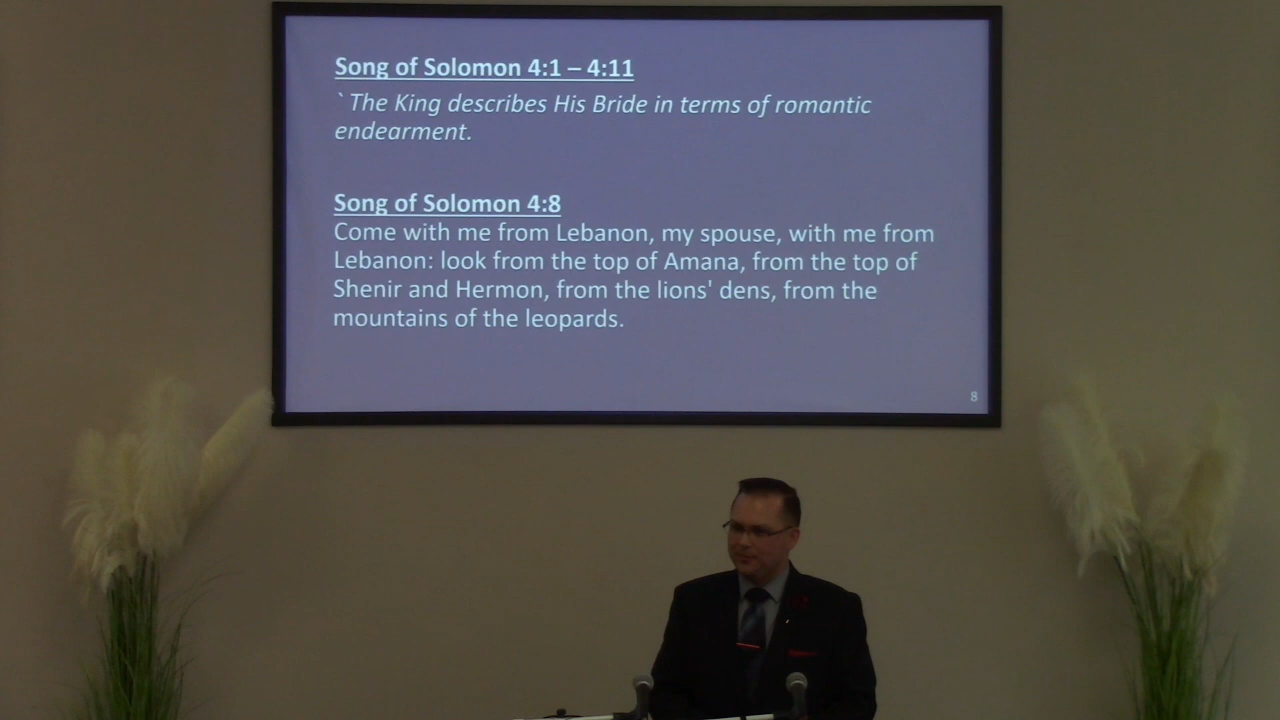 Song of Solomon 4:1 – 4:11
` The King describes His Bride in terms of romantic
endearment.
Song of Solomon 4:8
Come with me from Lebanon, my spouse, with me from
Lebanon: look from the top of Amana, from the top of
Shenir and Hermon, from the lions' dens, from the
mountains of the leopards.
8